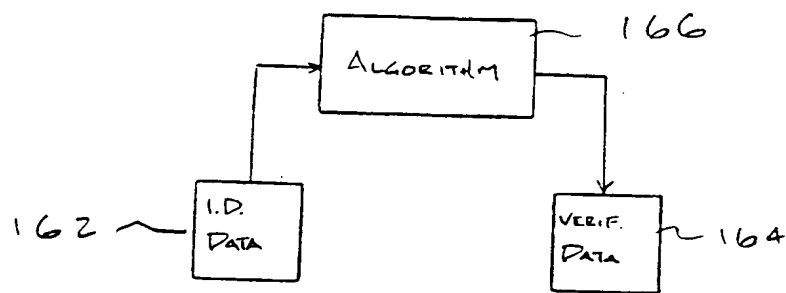 166
ALGORITHM
I.D.
DATA
162
VERIF.
DATA
164